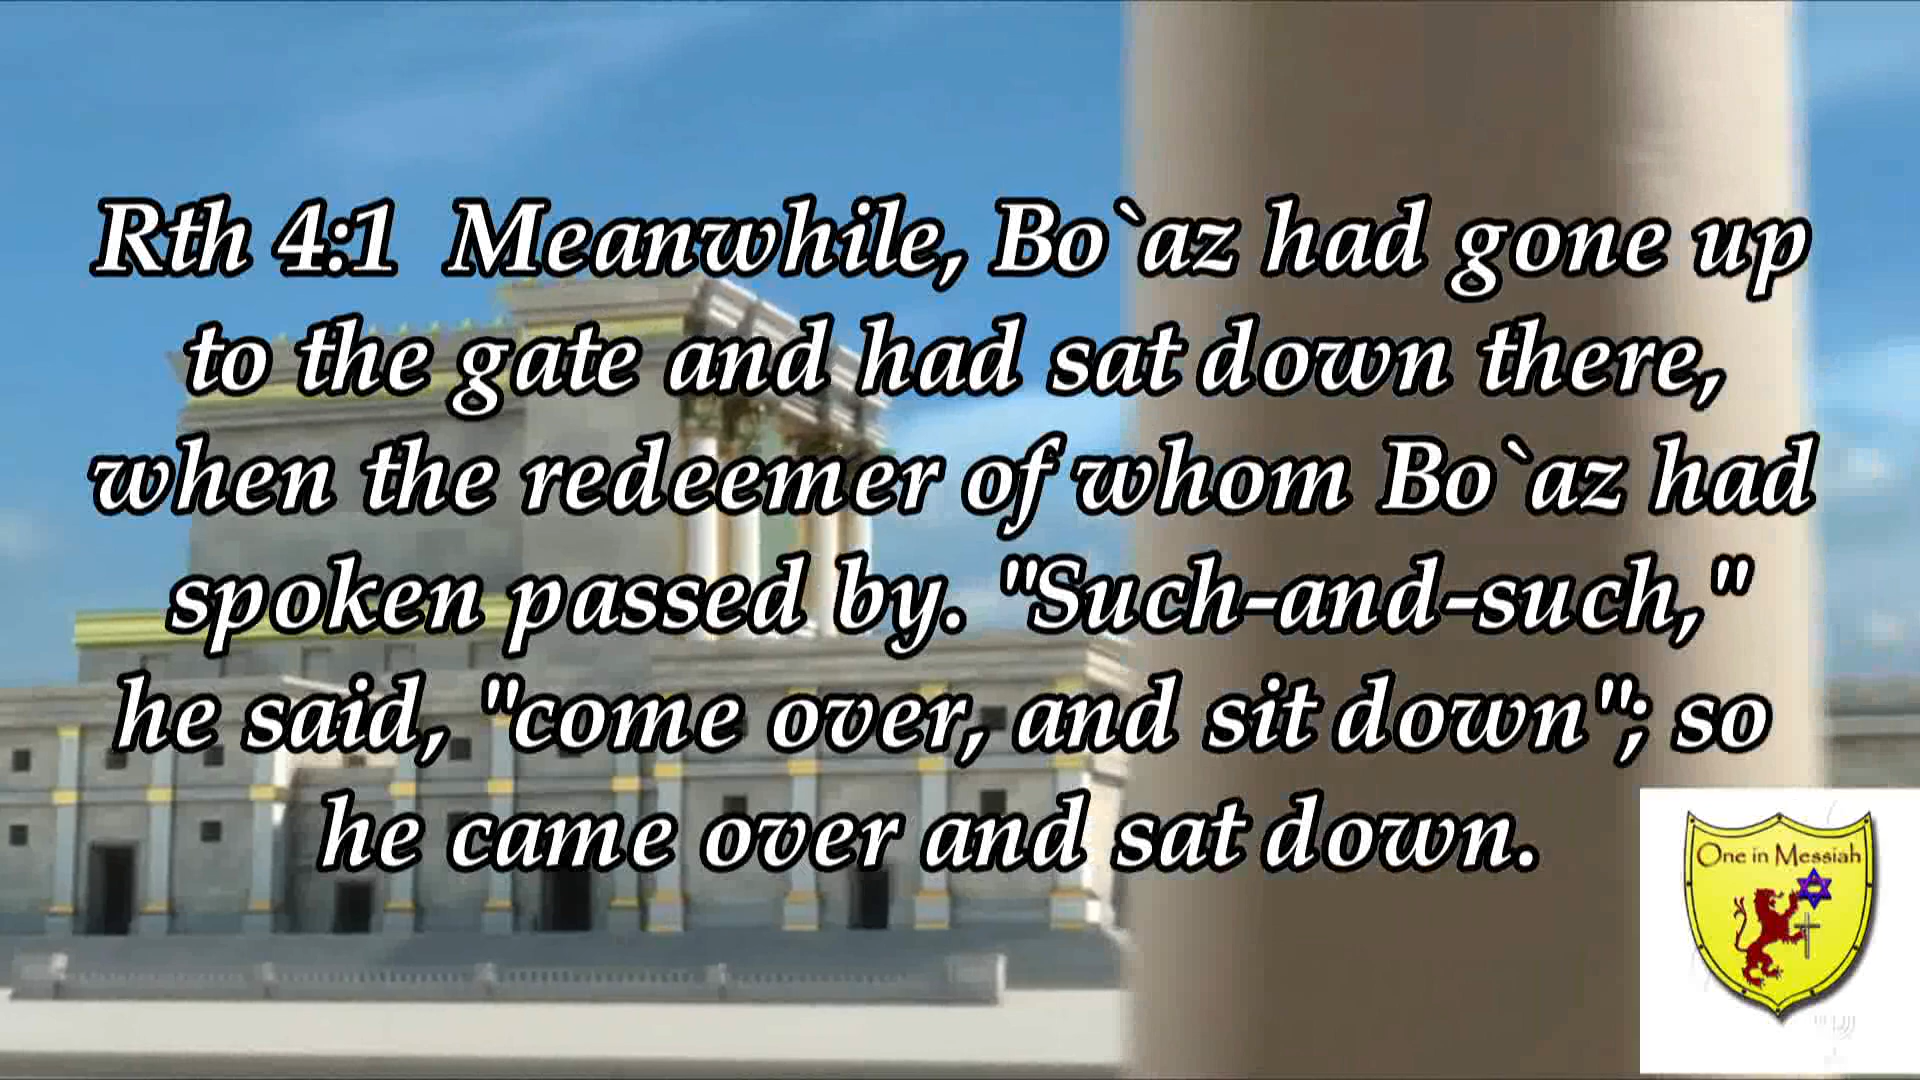 Rth 4:1 Meanwhile, Bo`az had gone up
to the gate and had sat down there,
when the redeemer of whom Bo`az had
spoken passed by. "Such-and-such,"
he said, "come over, and sit down"; so
he came over and sat down.
One in Messiah